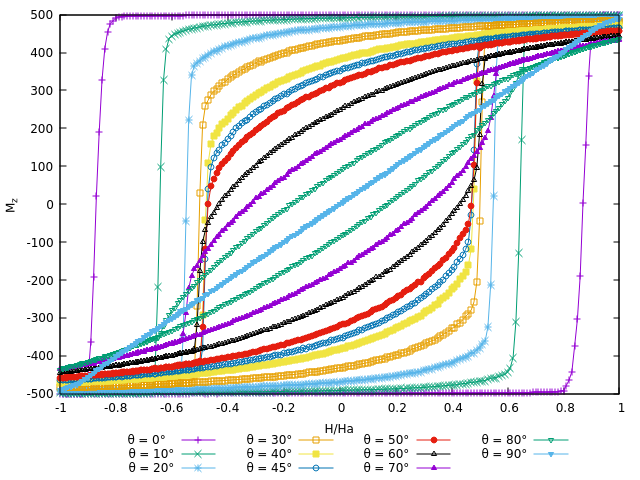 500
400
300
200
100
0
-100
-200
-300
-400
-500
Mz
-1 -0.8 -0.6 -0.4 -0.2 0 0.2 0.4 0.6 0.8 1
H/Ha
θ = 0° θ = 30° θ = 50° θ = 80°
θ = 10° θ = 40° θ = 60° θ = 90°
θ = 20° θ = 45° θ = 70°